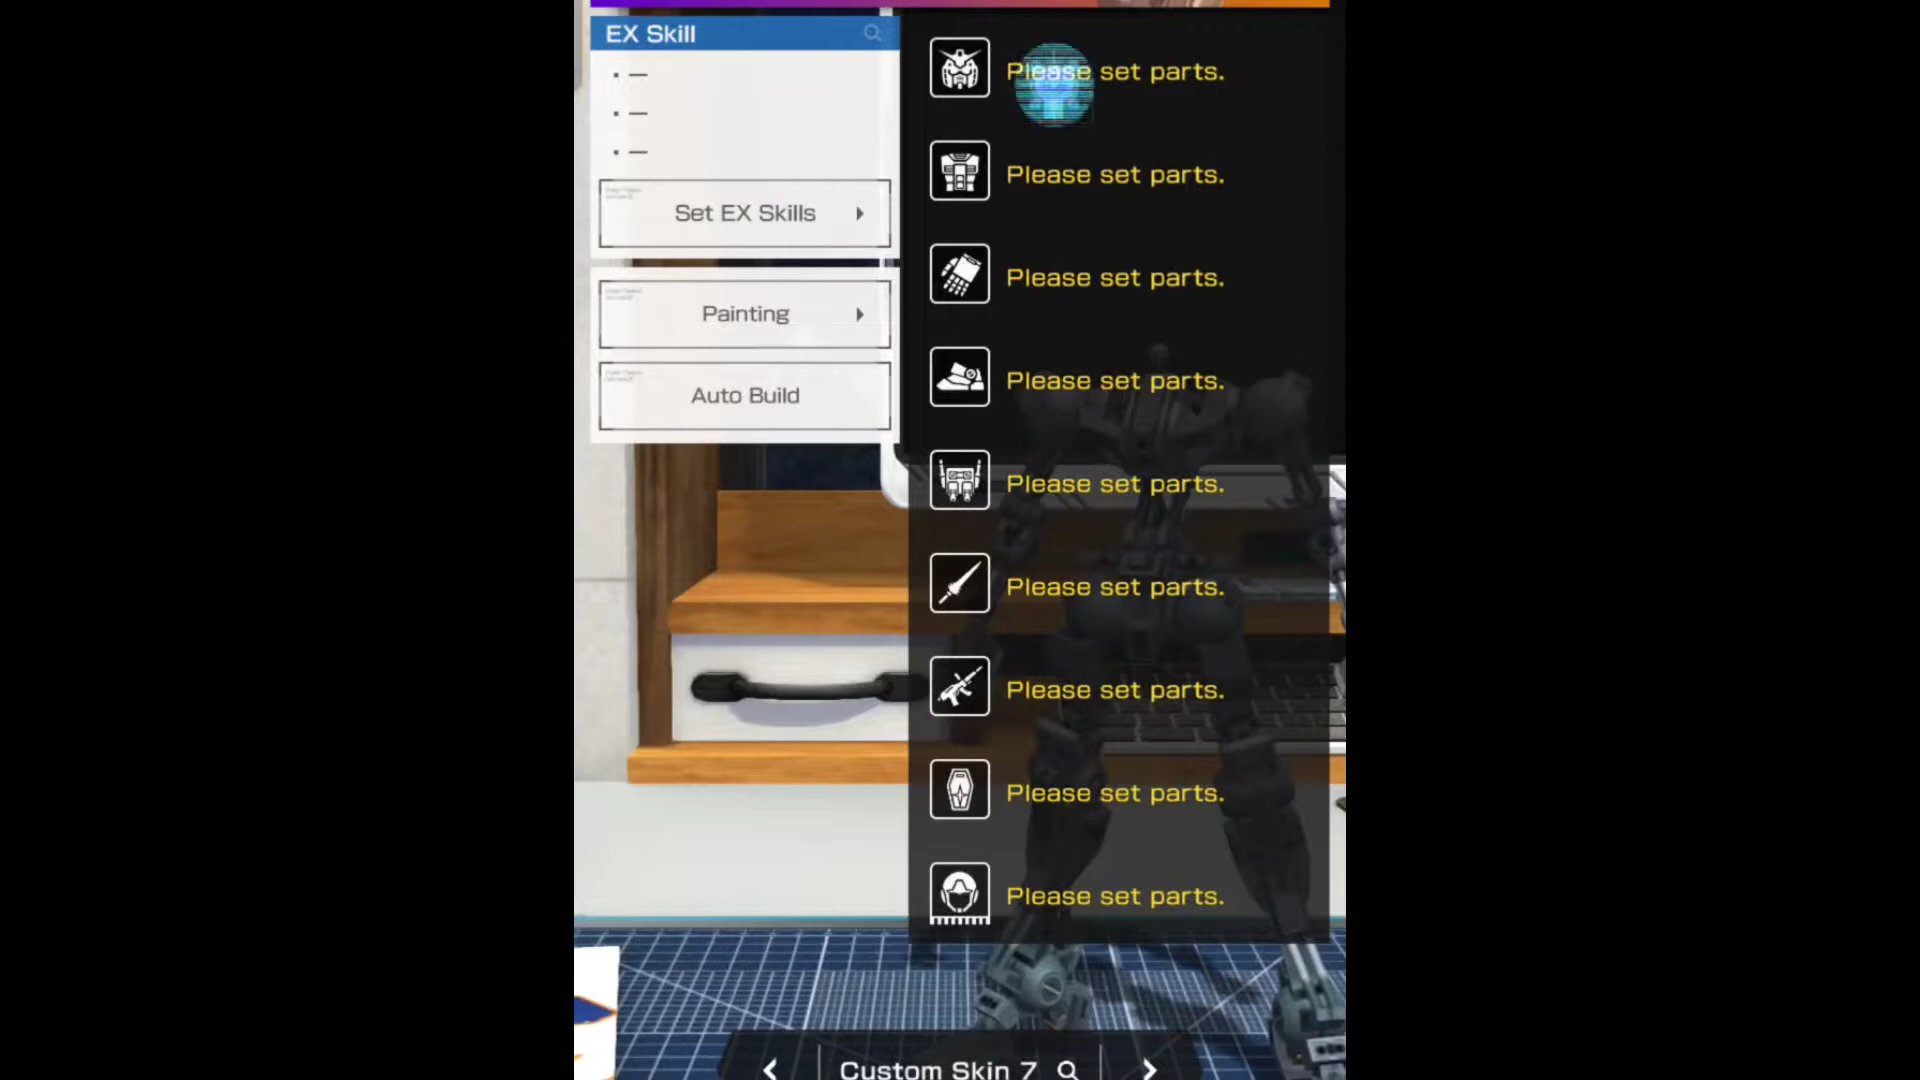 EX Skill
Set EX Skills
Painting
Auto Build
Please set parts.
Please set parts.
Please set parts.
Please set parts.
Please set parts.
Please set parts.
Please set parts.
Please set parts.
Please set parts.
Custom Skin 7